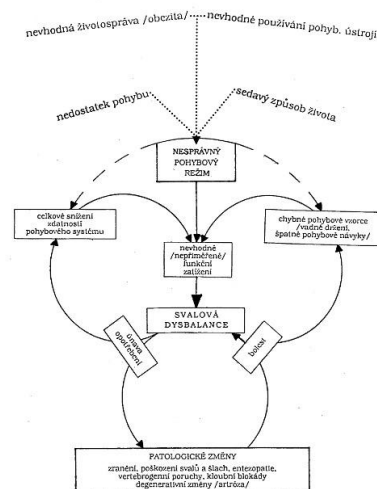 nevhodná životospráva /obezita/
nevhodné používání pohyb. ústrojí
nedostatek pohybu
sedavý způsob života
NESPRÁVNÝ
POHYBOVÝ
REŽIM
celkové snížení
zdatnosti
pohybového systému
nevhodné
/nepřiměřené/
funkční
zatížení
chybné pohybové vzorce
/vadné držení,
špatné pohybové návyky/
SVALOVÁ
DYSBALANCE
únava
opotřebení
bolest
PATOLOGICKÉ ZMĚNY
zranění, poškození svalů a šlach, entezopatie,
vertebrogenní poruchy, kloubní blokády
degenerativní změny /artróza/